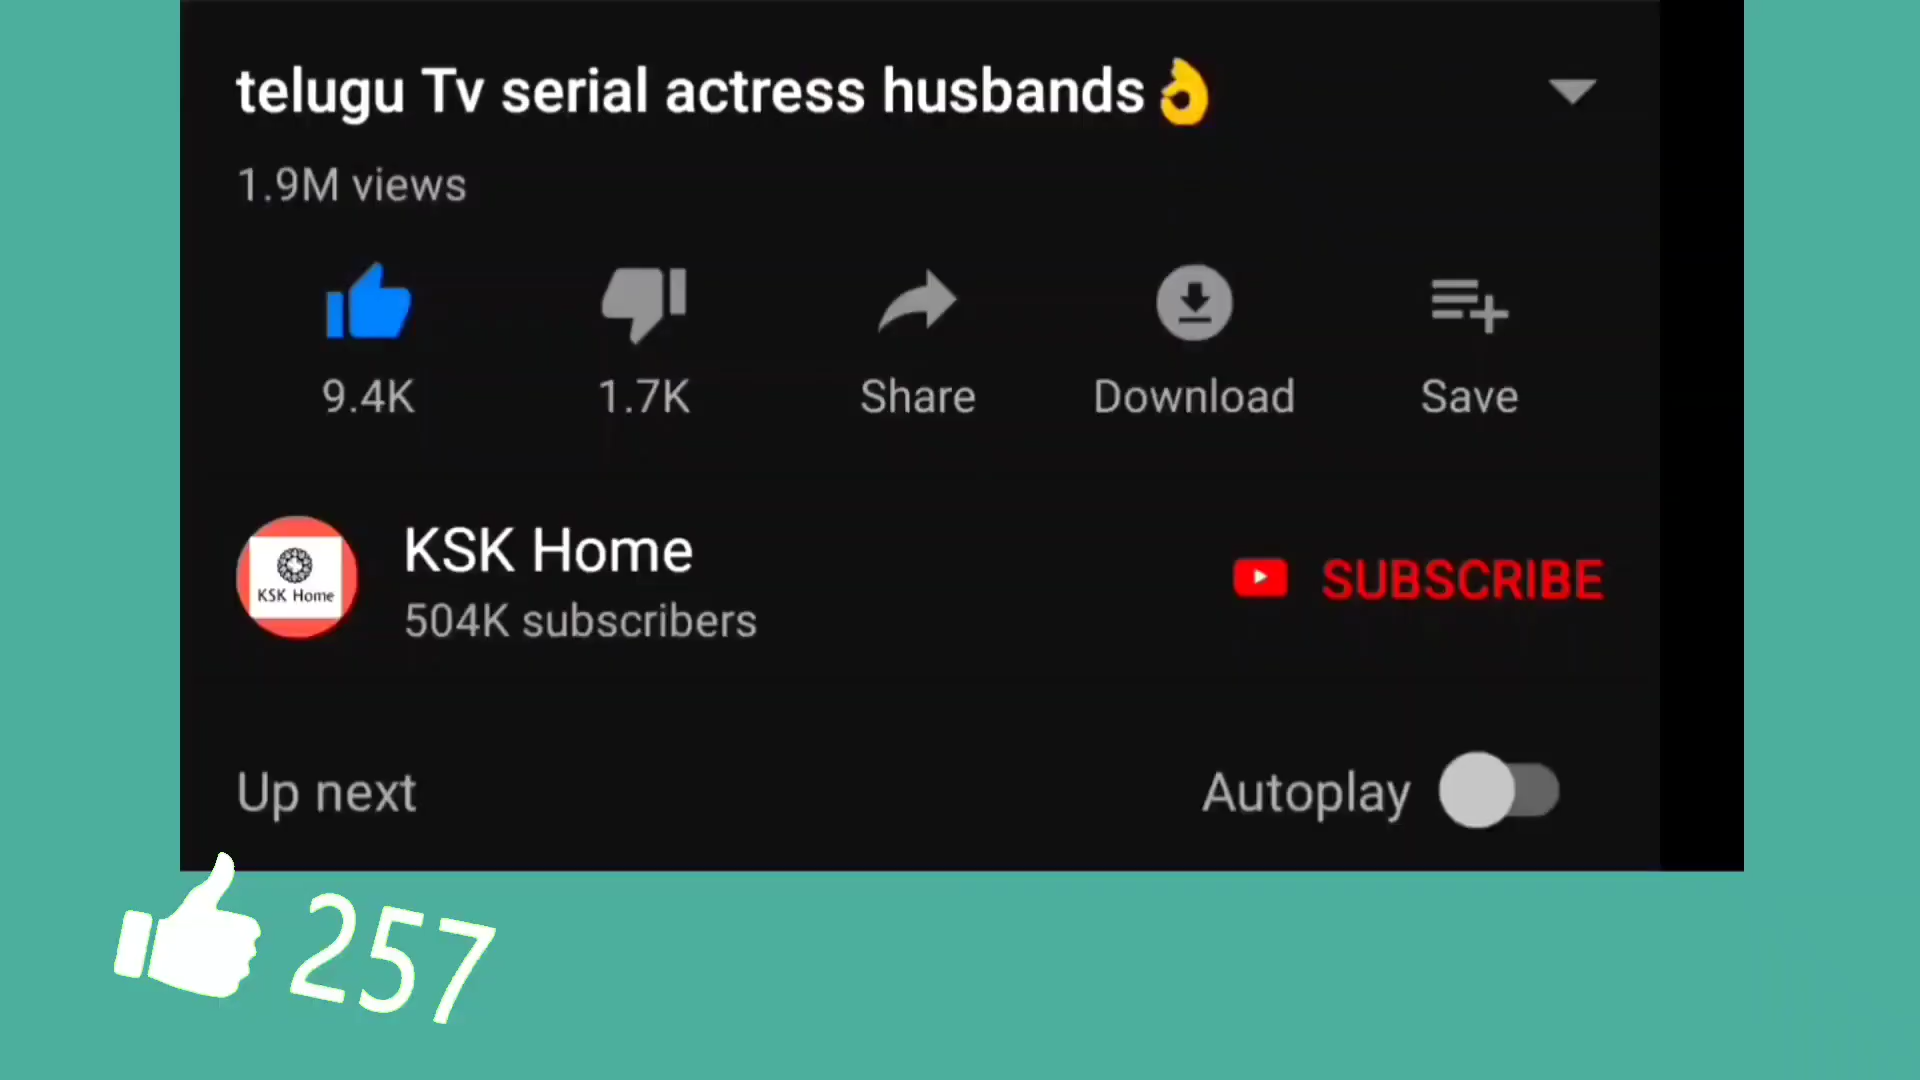 telugu Tv serial actress husbands👌
1.9M views
9.4K
1.7K
Share
Download
Save
KSK Home
KSK Home
504K subscribers
SUBSCRIBE
Up next
Autoplay
257